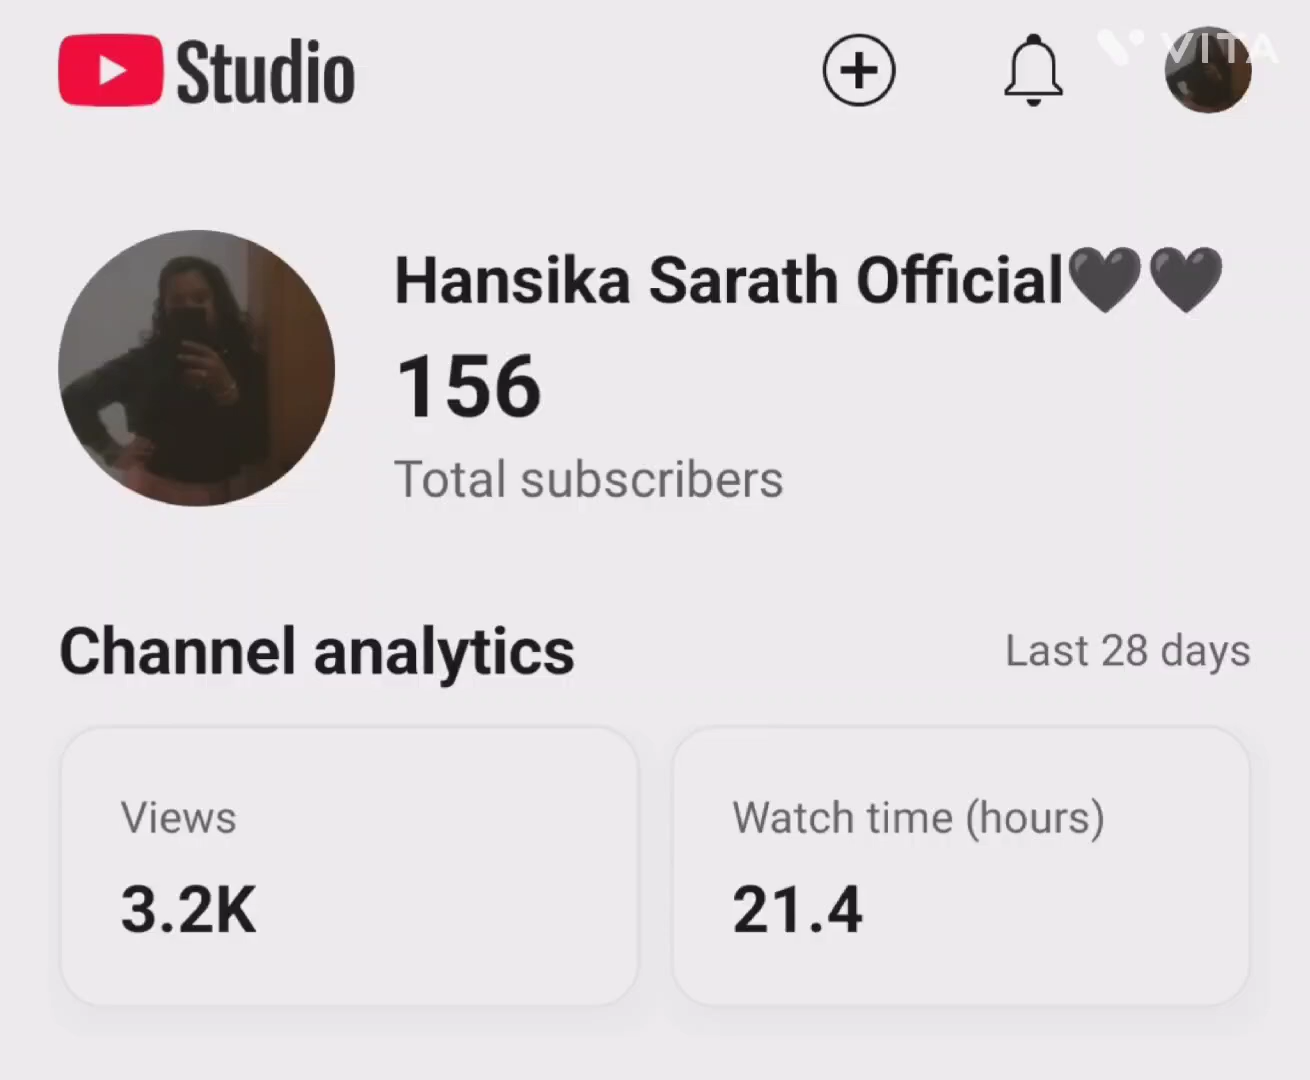 Studio
VITA
Hansika Sarath Official🖤🖤
156
Total subscribers
Channel analytics
Last 28 days
Views
Watch time (hours)
3.2K
21.4